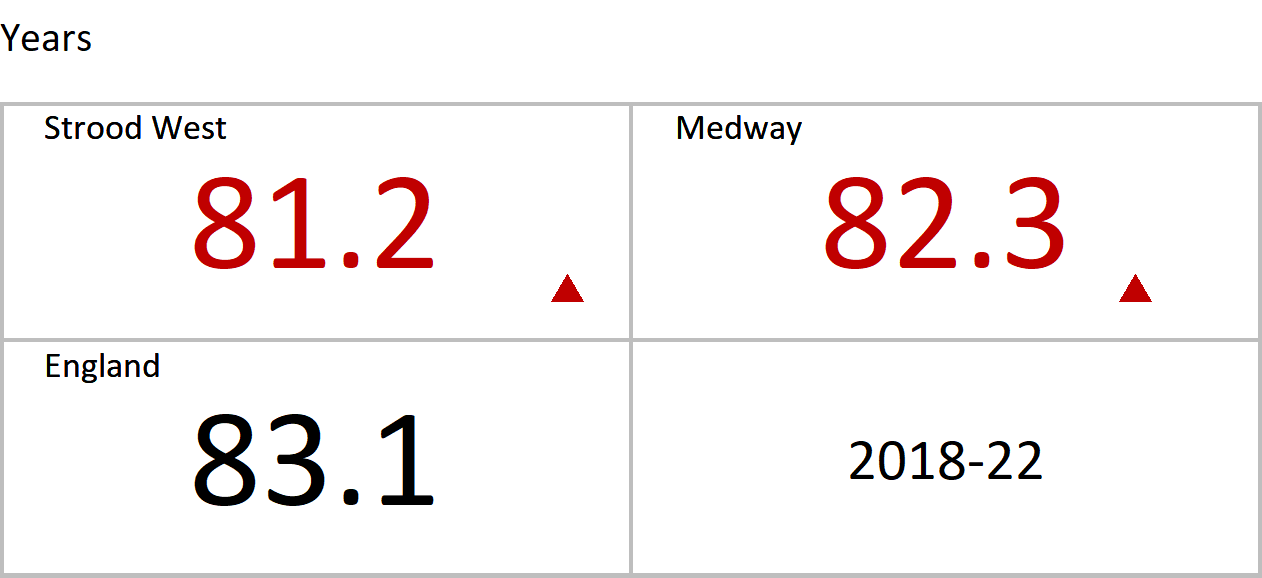 Years
Strood West
Medway
81.2
82.3
England
83.1
2018-22